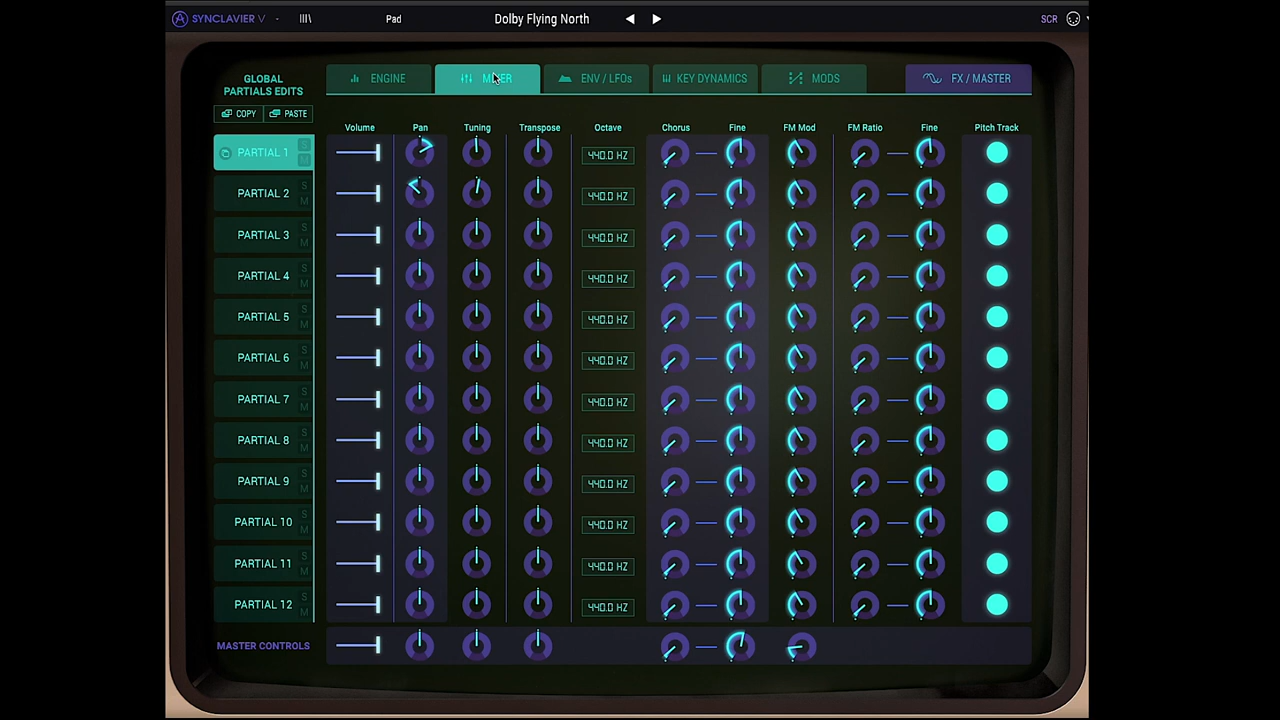 SYNCLAVIER V
Pad
Dolby Flying North
SCR
GLOBAL
PARTIALS EDITS
COPY PASTE
ENGINE ENV / LFOs KEY DYNAMICS MODS FX / MASTER
Volume Pan Tuning Transpose Octave Chorus Fine FM Mod FM Ratio Fine Pitch Track
PARTIAL 1 S M 440.0 HZ
PARTIAL 2 S M 440.0 HZ
PARTIAL 3 S M 440.0 HZ
PARTIAL 4 S M 440.0 HZ
PARTIAL 5 S M 440.0 HZ
PARTIAL 6 S M 440.0 HZ
PARTIAL 7 S M 440.0 HZ
PARTIAL 8 S M 440.0 HZ
PARTIAL 9 S M 440.0 HZ
PARTIAL 10 S M 440.0 HZ
PARTIAL 11 S M 440.0 HZ
PARTIAL 12 S M 440.0 HZ
MASTER CONTROLS